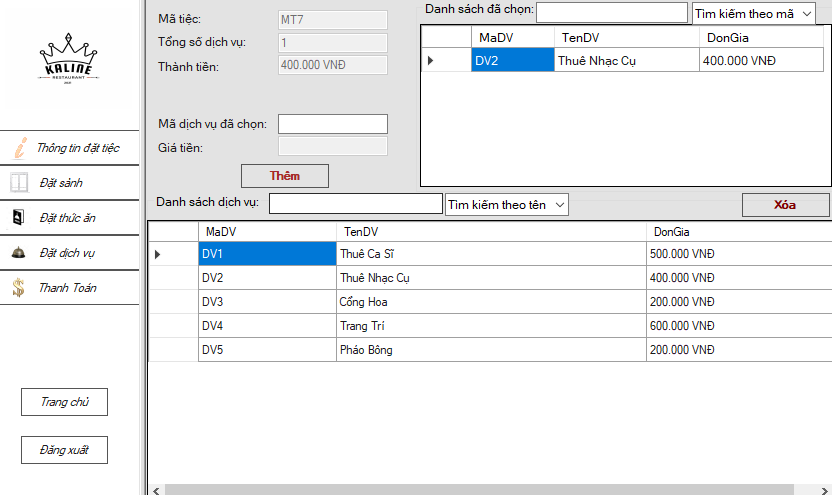 KALINE
RESTAURANT
Thông tin đặt tiệc
Đặt sảnh
Đặt thức ăn
Đặt dịch vụ
Thanh Toán
Trang chủ
Đăng xuất
Mã tiệc: MT7
Tổng số dịch vụ: 1
Thành tiền: 400.000 VNĐ
Mã dịch vụ đã chọn:
Giá tiền:
Thêm
Danh sách đã chọn: Tìm kiếm theo mã
MaDV TenDV DonGia
DV2 Thuê Nhạc Cụ 400.000 VNĐ
Danh sách dịch vụ: Tìm kiếm theo tên Xóa
MaDV TenDV DonGia
DV1 Thuê Ca Sĩ 500.000 VNĐ
DV2 Thuê Nhạc Cụ 400.000 VNĐ
DV3 Cổng Hoa 200.000 VNĐ
DV4 Trang Trí 600.000 VNĐ
DV5 Pháo Bông 200.000 VNĐ